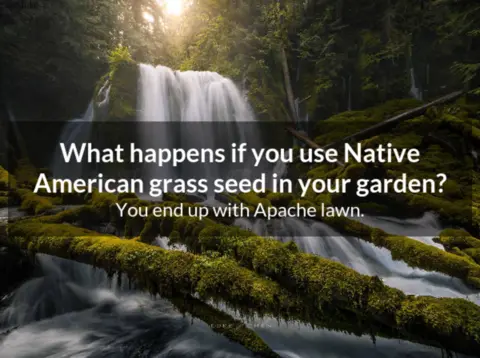 What happens if you use Native
American grass seed in your garden?
You end up with Apache lawn.